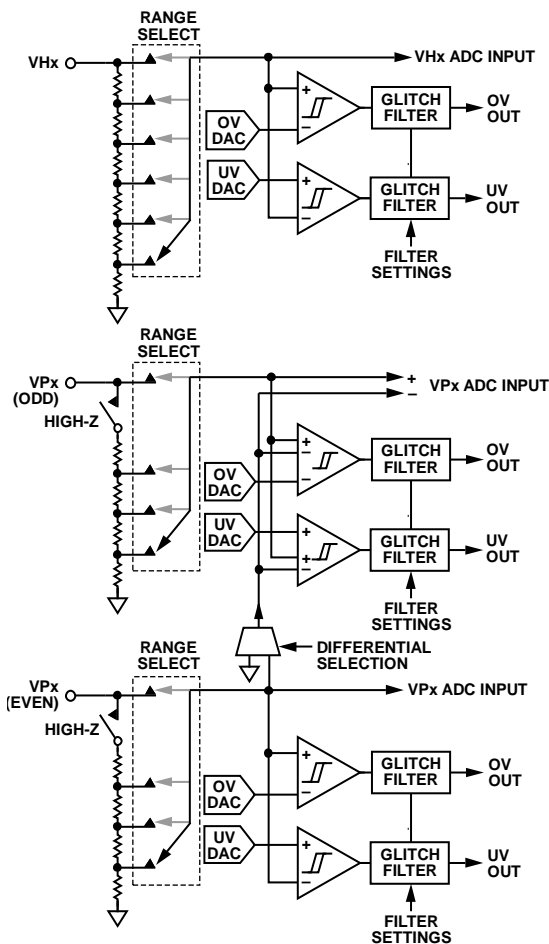 RANGE
SELECT
VHx
VHx ADC INPUT
+
−
OV
DAC
GLITCH
FILTER
OV
OUT
UV
DAC
+
−
GLITCH
FILTER
UV
OUT
FILTER
SETTINGS
RANGE
SELECT
VPx
(ODD)
HIGH-Z
+
−
VPx ADC INPUT
+
−
−
OV
DAC
GLITCH
FILTER
OV
OUT
UV
DAC
+
+
−
GLITCH
FILTER
UV
OUT
FILTER
SETTINGS
DIFFERENTIAL
SELECTION
RANGE
SELECT
VPx
(EVEN)
HIGH-Z
VPx ADC INPUT
+
−
OV
DAC
GLITCH
FILTER
OV
OUT
UV
DAC
+
−
GLITCH
FILTER
UV
OUT
FILTER
SETTINGS